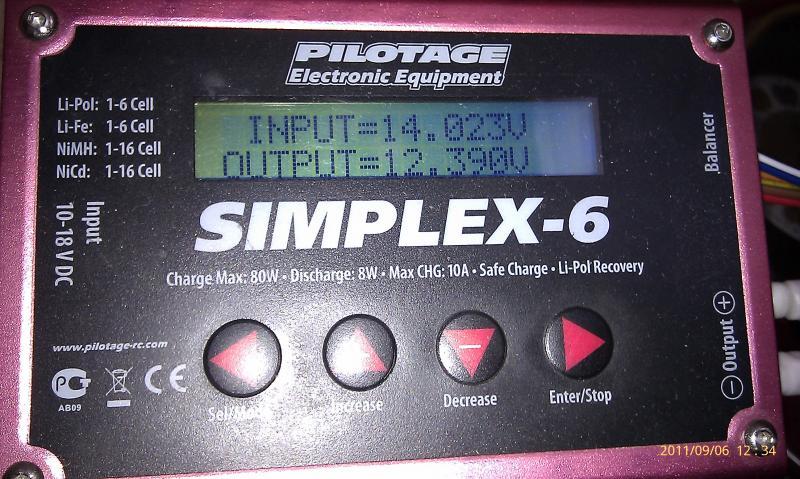 PILOTAGE
Electronic Equipment
Li-Pol: 1-6 Cell
Li-Fe: 1-6 Cell
NiMH: 1-16 Cell
NiCd: 1-16 Cell
INPUT=14.023V
OUTPUT=12.390V
Balancer
Input
10-18 V DC
SIMPLEX-6
Charge Max: 80W • Discharge: 8W • Max CHG: 10A • Safe Charge • Li-Pol Recovery
www.pilotage-rc.com
AB09
CE
Sel/Mode
Increase
Decrease
Enter/Stop
Output
2011/09/06 12:34